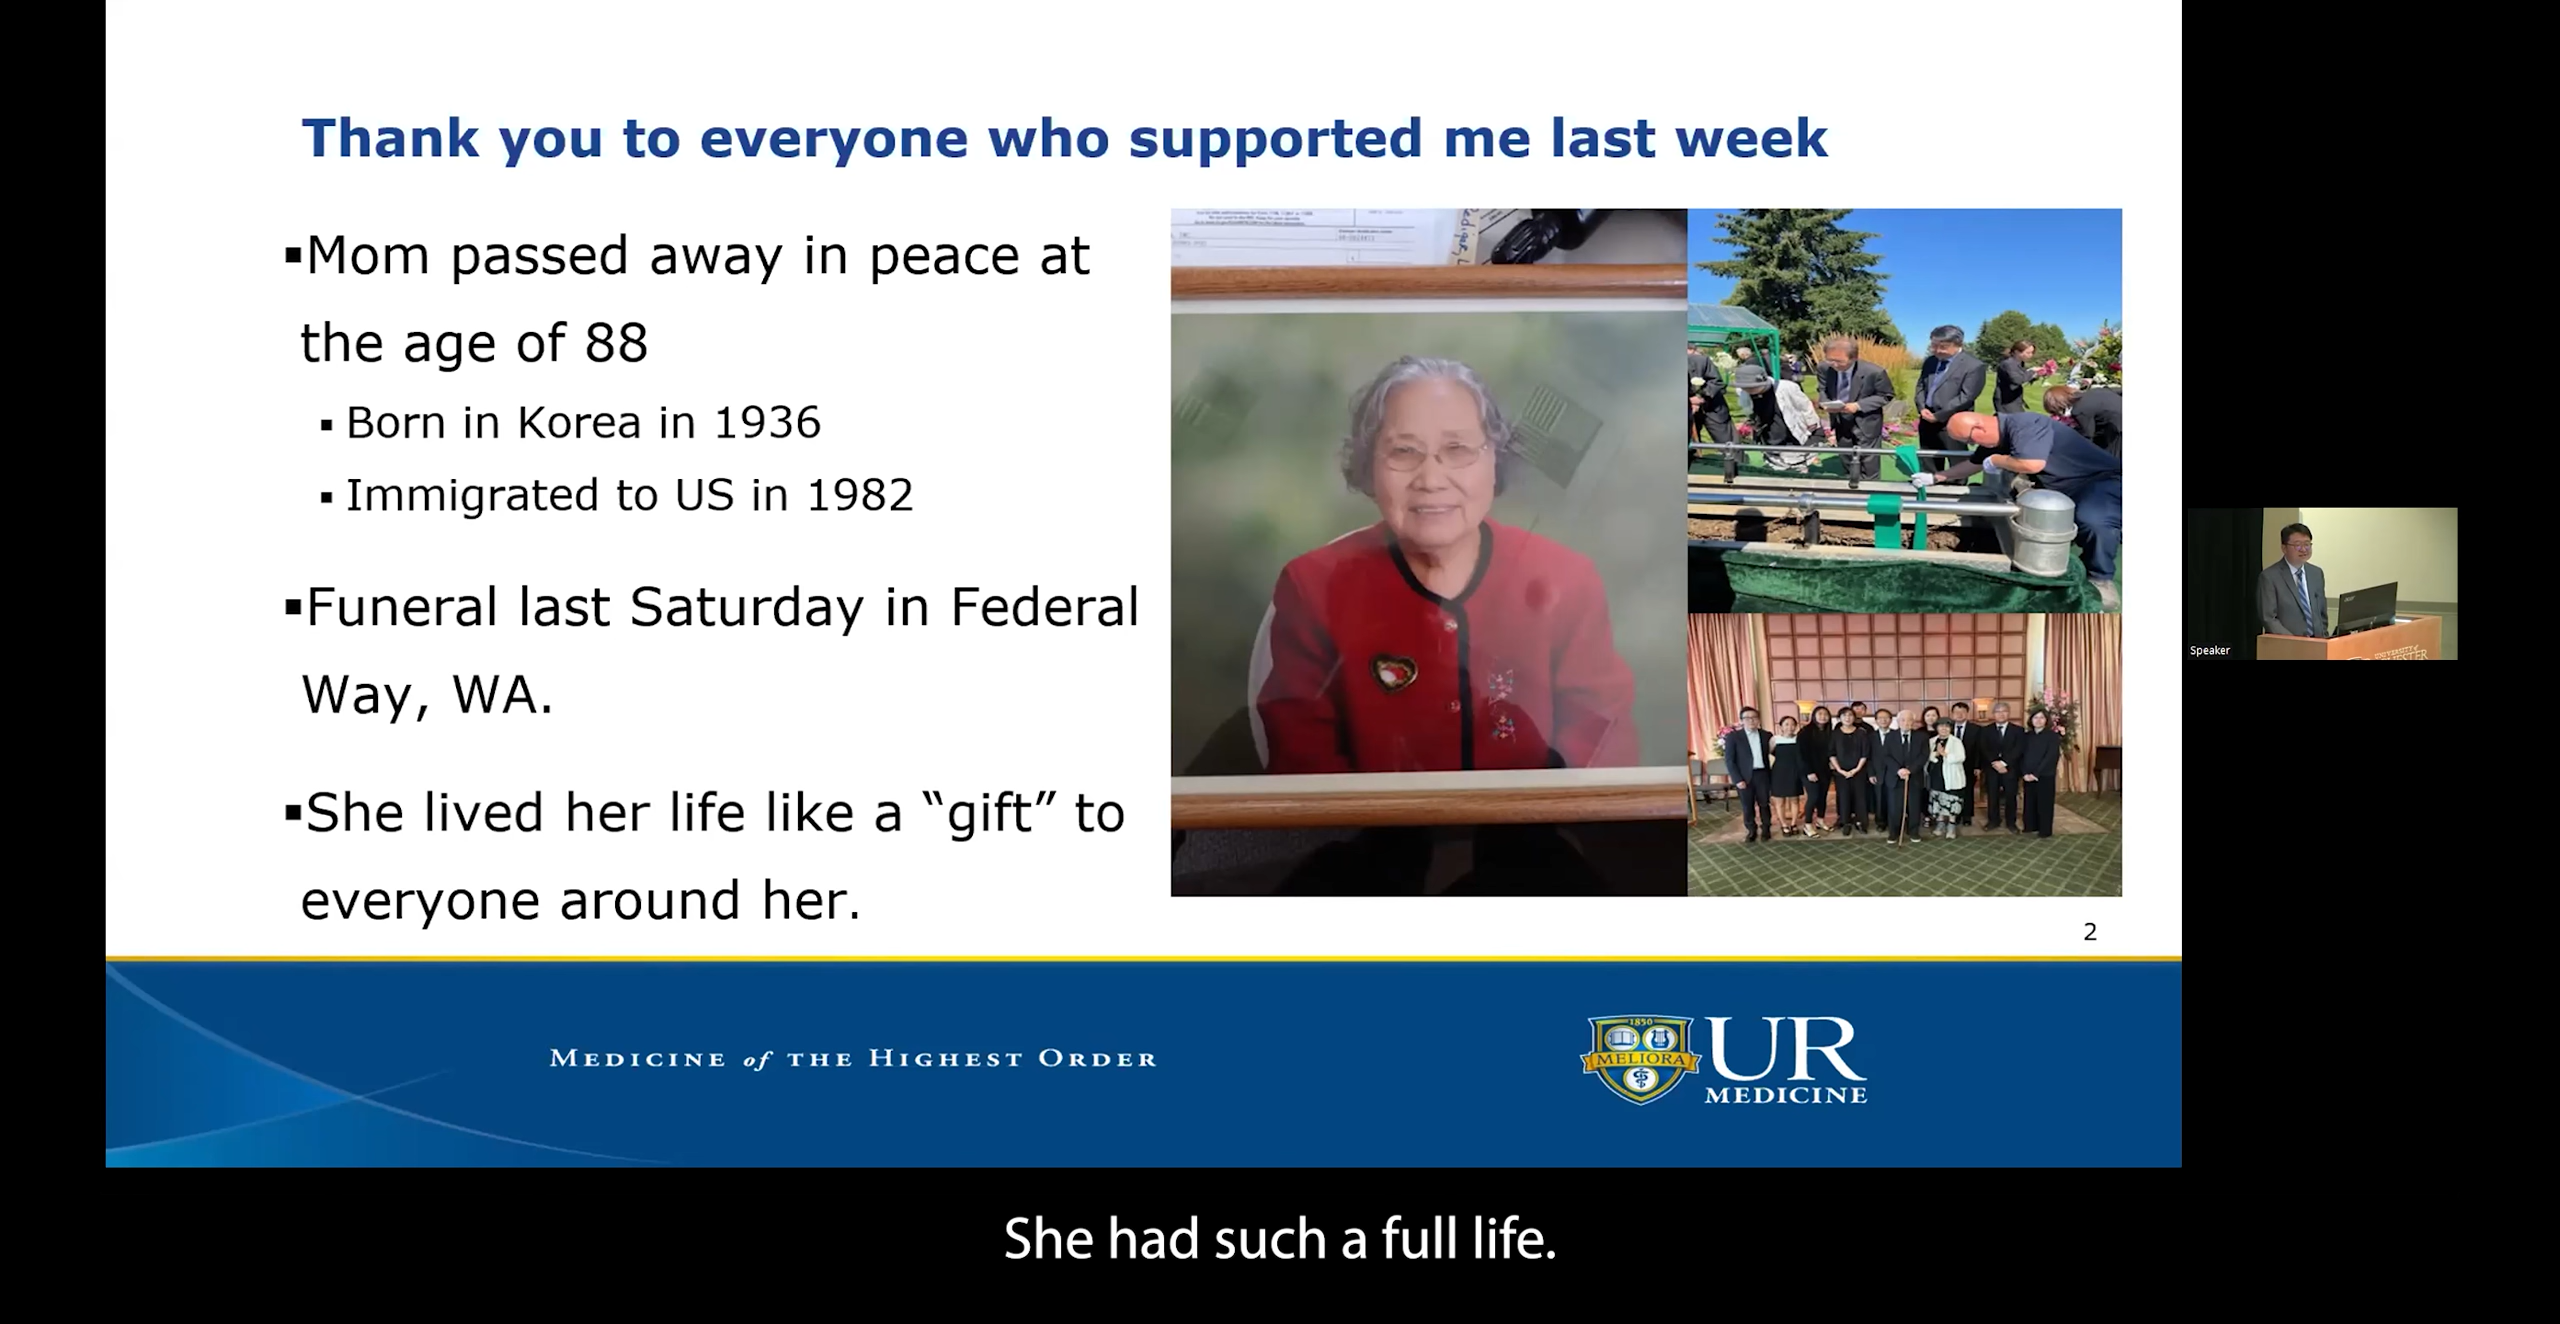 Thank you to everyone who supported me last week
▪Mom passed away in peace at
the age of 88
▪ Born in Korea in 1936
▪ Immigrated to US in 1982
▪Funeral last Saturday in Federal
Way, WA.
▪She lived her life like a “gift” to
everyone around her.
2
MEDICINE of THE HIGHEST ORDER
1850
MELIORA
UR
MEDICINE
Speaker
UNIVERSITY of
She had such a full life.